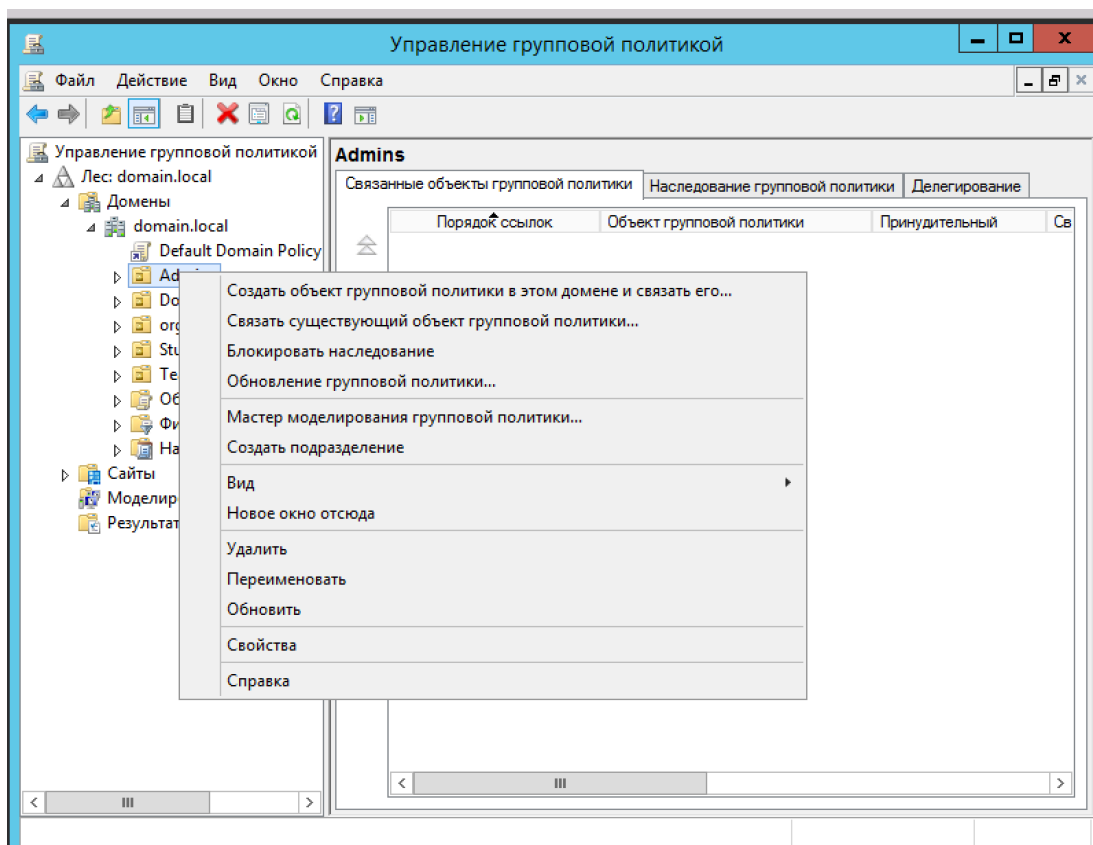 Управление групповой политикой
Файл Действие Вид Окно Справка
Управление групповой политикой
Лес: domain.local
Домены
domain.local
Default Domain Policy
Сайты
Admins
Связанные объекты групповой политики Наследование групповой политики Делегирование
Порядок ссылок Объект групповой политики Принудительный Св
Создать объект групповой политики в этом домене и связать его...
Связать существующий объект групповой политики...
Блокировать наследование
Обновление групповой политики...
Мастер моделирования групповой политики...
Создать подразделение
Вид
Новое окно отсюда
Удалить
Переименовать
Обновить
Свойства
Справка